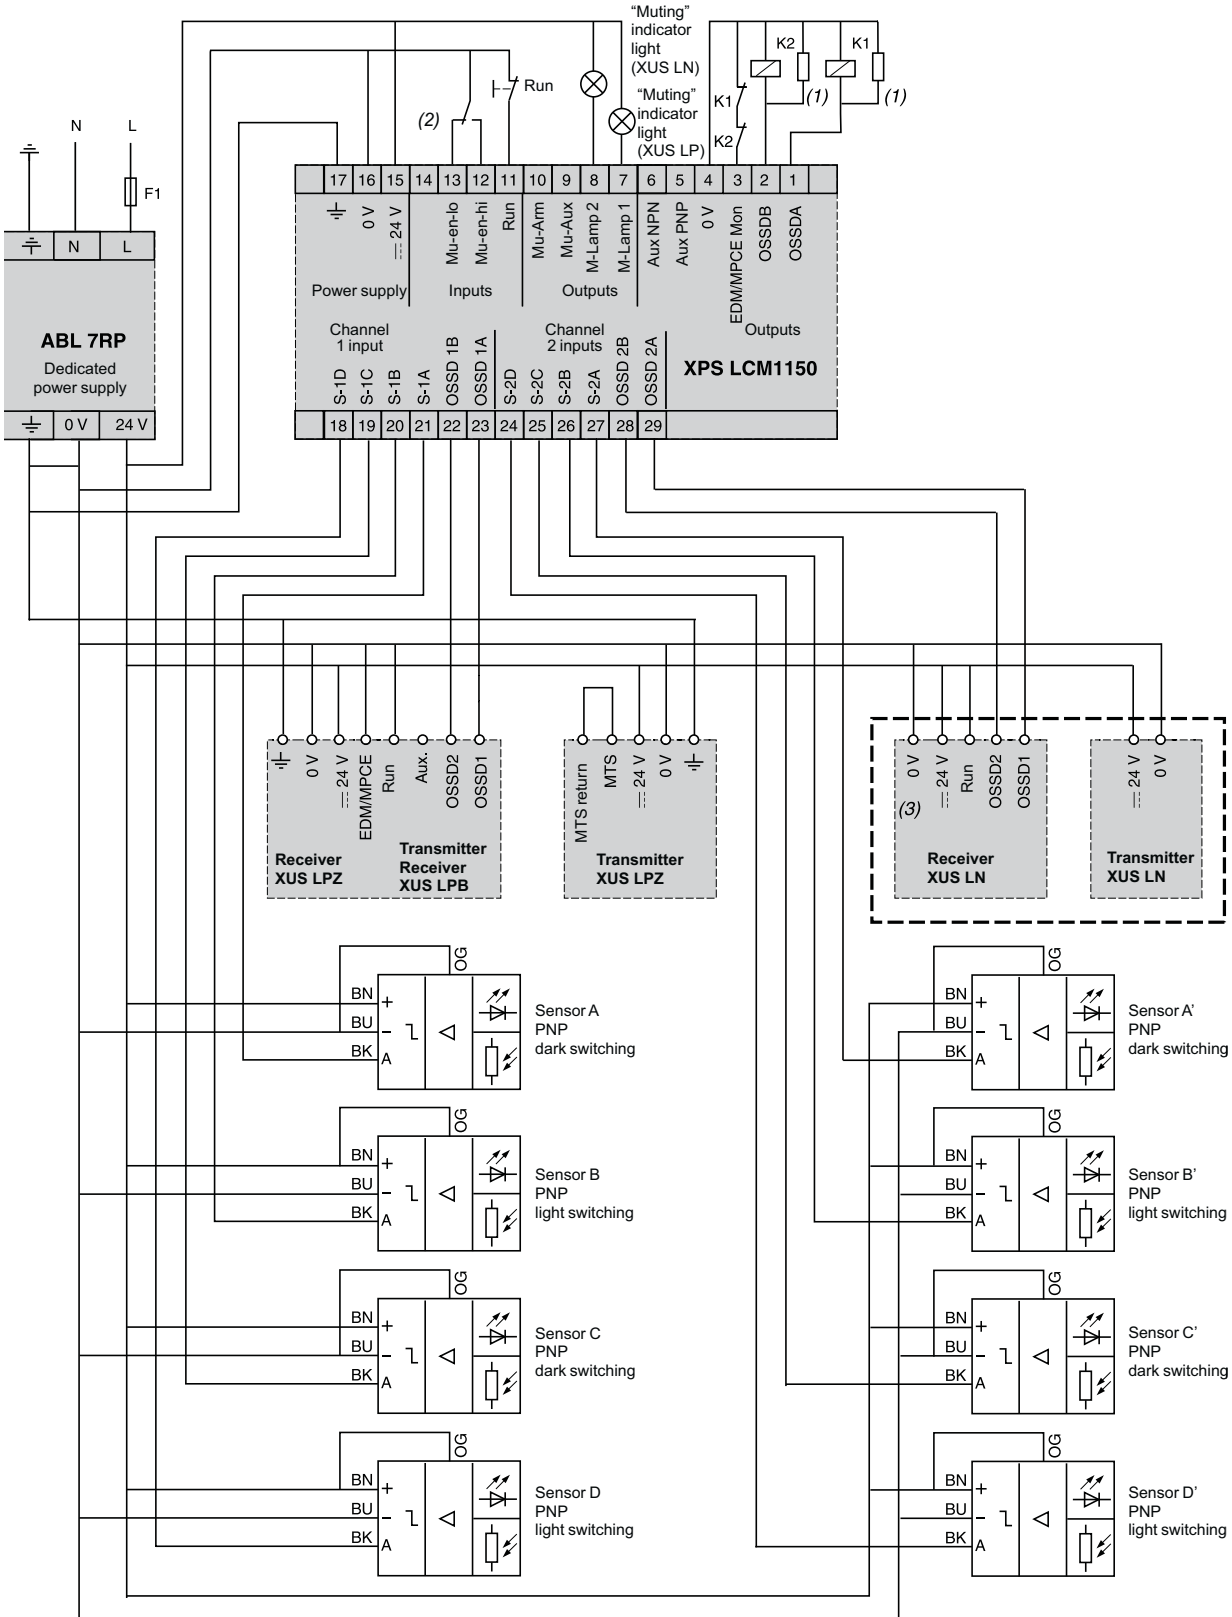 "Muting"
indicator
light
(XUS LN)
"Muting"
indicator
light
(XUS LP)
K2
K1
(1)
(1)
K1
K2
Run
(2)
N
L
F1
N
L
ABL 7RP
Dedicated
power supply
0 V
24 V
17
16
15
14
13
12
11
10
9
8
7
6
5
4
3
2
1
0 V
24 V
Mu-en-lo
Mu-en-hi
Run
Mu-Arm
Mu-Aux
M-Lamp 2
M-Lamp 1
Aux NPN
Aux PNP
0 V
EDM/MPCE Mon
OSSDB
OSSDA
Power supply
Inputs
Outputs
Outputs
Channel
1 input
Channel
2 inputs
XPS LCM1150
S-1D
S-1C
S-1B
S-1A
OSSD 1B
OSSD 1A
S-2D
S-2C
S-2B
S-2A
OSSD 2B
OSSD 2A
18
19
20
21
22
23
24
25
26
27
28
29
0 V
24 V
EDM/MPCE
Run
Aux.
OSSD2
OSSD1
Receiver
XUS LPZ
Transmitter
Receiver
XUS LPB
MTS return
MTS
24 V
0 V
Transmitter
XUS LPZ
0 V
24 V
Run
OSSD2
OSSD1
(3)
Receiver
XUS LN
24 V
0 V
Transmitter
XUS LN
OG
BN
+
BU
-
BK
A
Sensor A
PNP
dark switching
OG
BN
+
BU
-
BK
A
Sensor A'
PNP
dark switching
OG
BN
+
BU
-
BK
A
Sensor B
PNP
light switching
OG
BN
+
BU
-
BK
A
Sensor B'
PNP
light switching
OG
BN
+
BU
-
BK
A
Sensor C
PNP
dark switching
OG
BN
+
BU
-
BK
A
Sensor C'
PNP
dark switching
OG
BN
+
BU
-
BK
A
Sensor D
PNP
light switching
OG
BN
+
BU
-
BK
A
Sensor D'
PNP
light switching